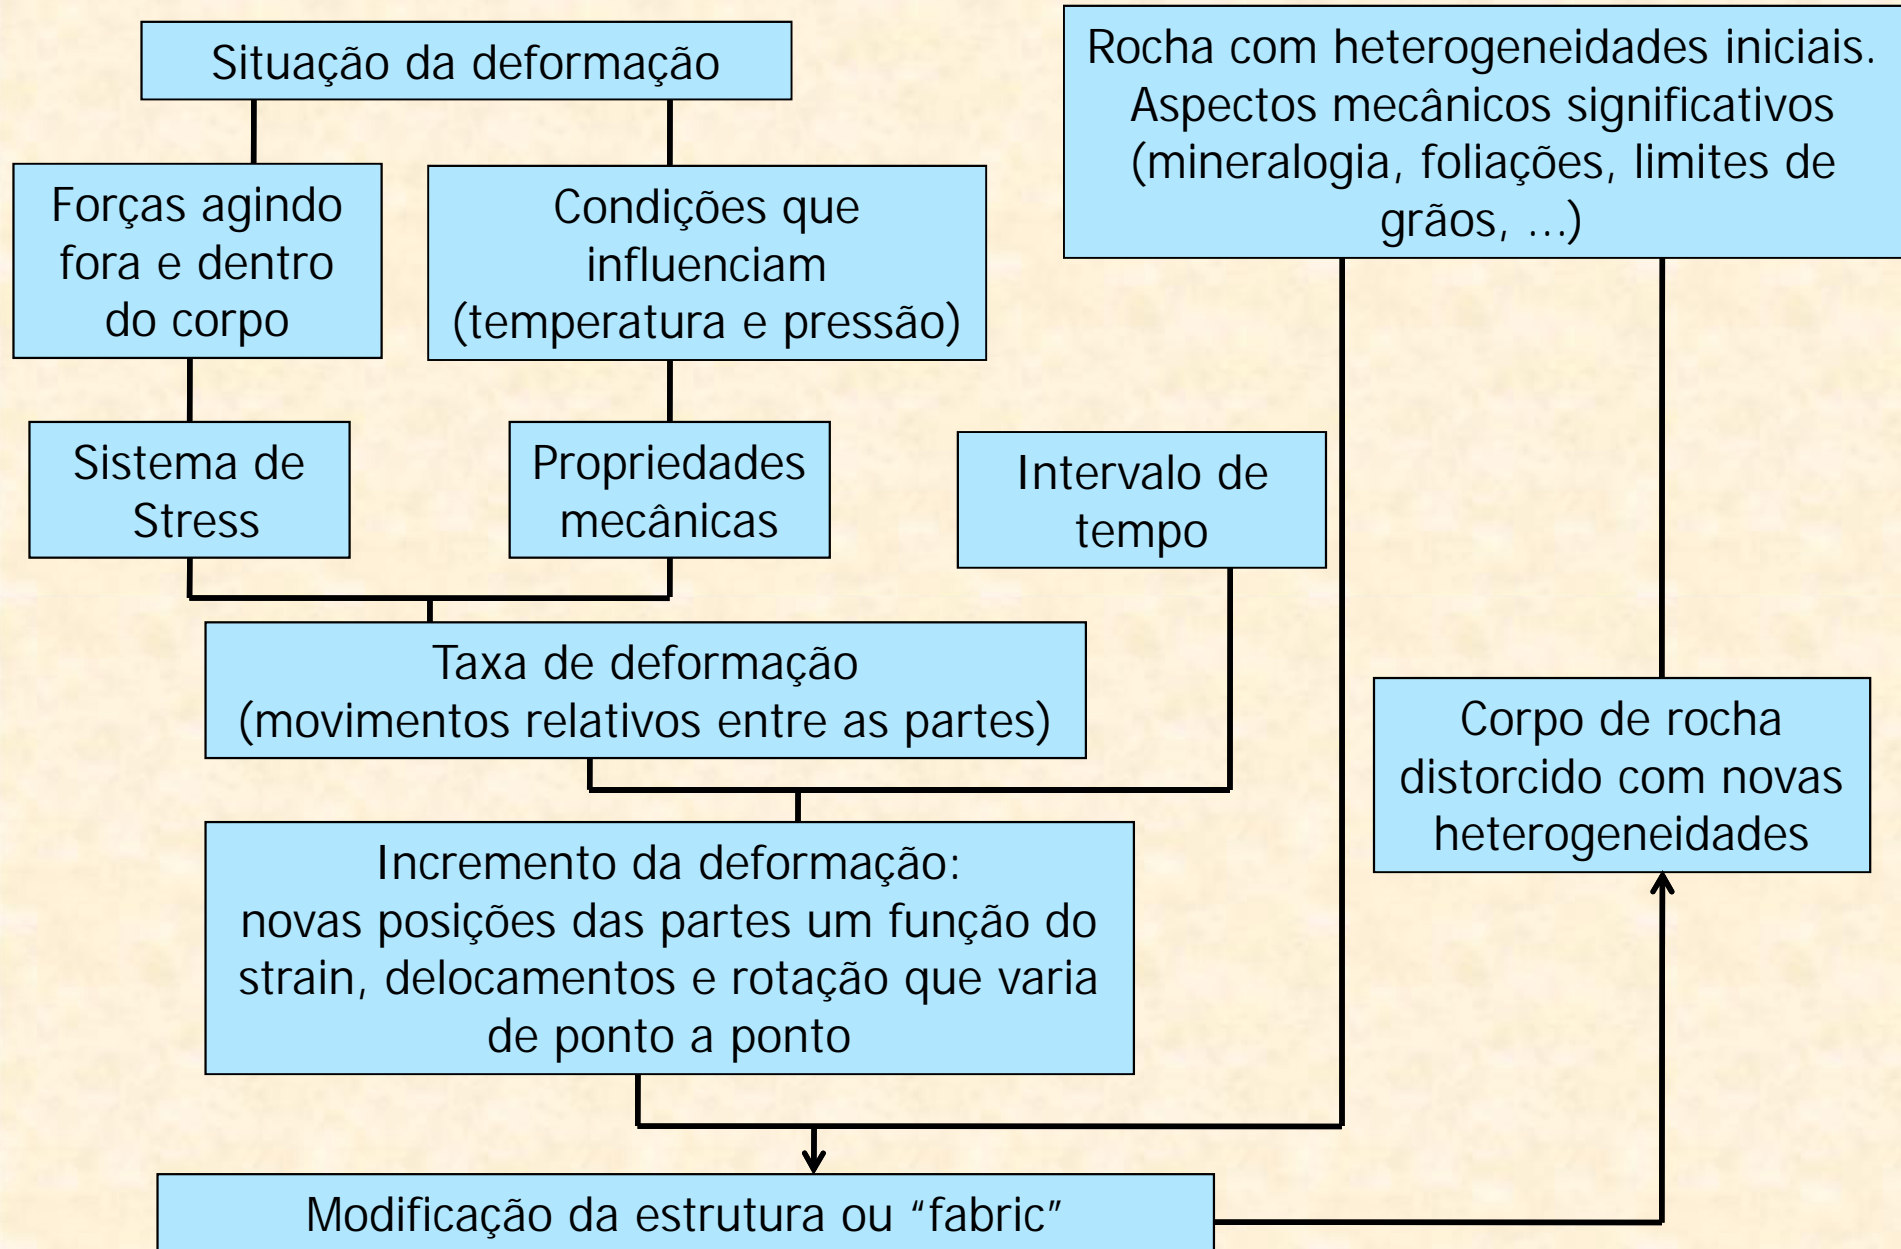 Situação da deformação
Rocha com heterogeneidades iniciais.
Aspectos mecânicos significativos
(mineralogia, foliações, limites de
grãos, ...)
Forças agindo
fora e dentro
do corpo
Condições que
influenciam
(temperatura e pressão)
Sistema de
Stress
Propriedades
mecânicas
Intervalo de
tempo
Taxa de deformação
(movimentos relativos entre as partes)
Corpo de rocha
distorcido com novas
heterogeneidades
Incremento da deformação:
novas posições das partes um função do
strain, delocamentos e rotação que varia
de ponto a ponto
Modificação da estrutura ou “fabric”